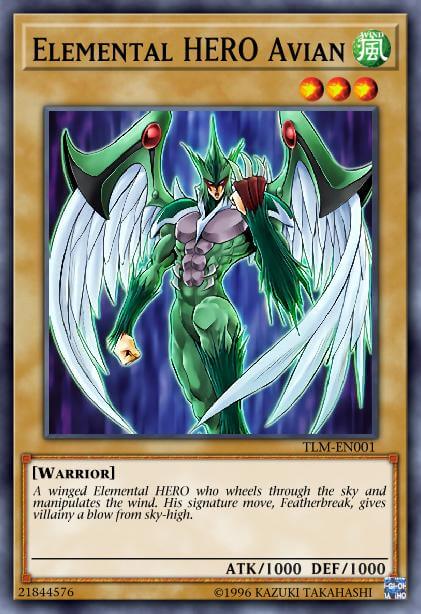 Elemental HERO Avian
WIND
風
TLM-EN001
[Warrior]
A winged Elemental HERO who wheels through the sky and
manipulates the wind. His signature move, Featherbreak, gives
villainy a blow from sky-high.
ATK/1000 DEF/1000
21844576
©1996 KAZUKI TAKAHASHI